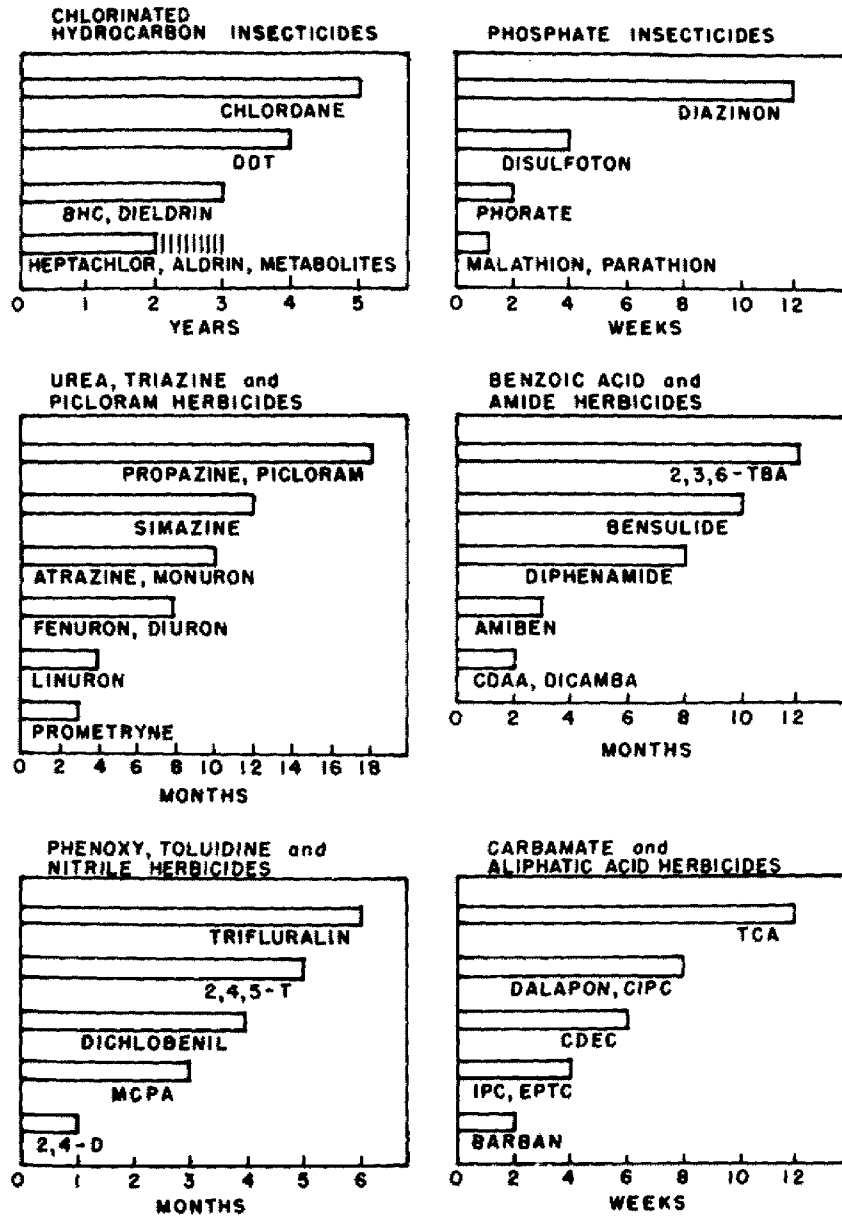 CHLORINATED
HYDROCARBON INSECTICIDES
CHLORDANE
DDT
BHC, DIELDRIN
HEPTACHLOR, ALDRIN, METABOLITES
0 1 2 3 4 5
YEARS
PHOSPHATE INSECTICIDES
DIAZINON
DISULFOTON
PHORATE
MALATHION, PARATHION
0 2 4 6 8 10 12
WEEKS
UREA, TRIAZINE and
PICLORAM HERBICIDES
PROPAZINE, PICLORAM
SIMAZINE
ATRAZINE, MONURON
FENURON, DIURON
LINURON
PROMETRYNE
0 2 4 6 8 10 12 14 16 18
MONTHS
BENZOIC ACID and
AMIDE HERBICIDES
2,3,6-TBA
BENSULIDE
DIPHENAMIDE
AMIBEN
CDAA, DICAMBA
0 2 4 6 8 10 12
MONTHS
PHENOXY, TOLUIDINE and
NITRILE HERBICIDES
TRIFLURALIN
2,4,5-T
DICHLOBENIL
MCPA
2,4-D
0 1 2 3 4 5 6
MONTHS
CARBAMATE and
ALIPHATIC ACID HERBICIDES
TCA
DALAPON, CIPC
CDEC
IPC, EPTC
BARBAN
0 2 4 6 8 10 12
WEEKS